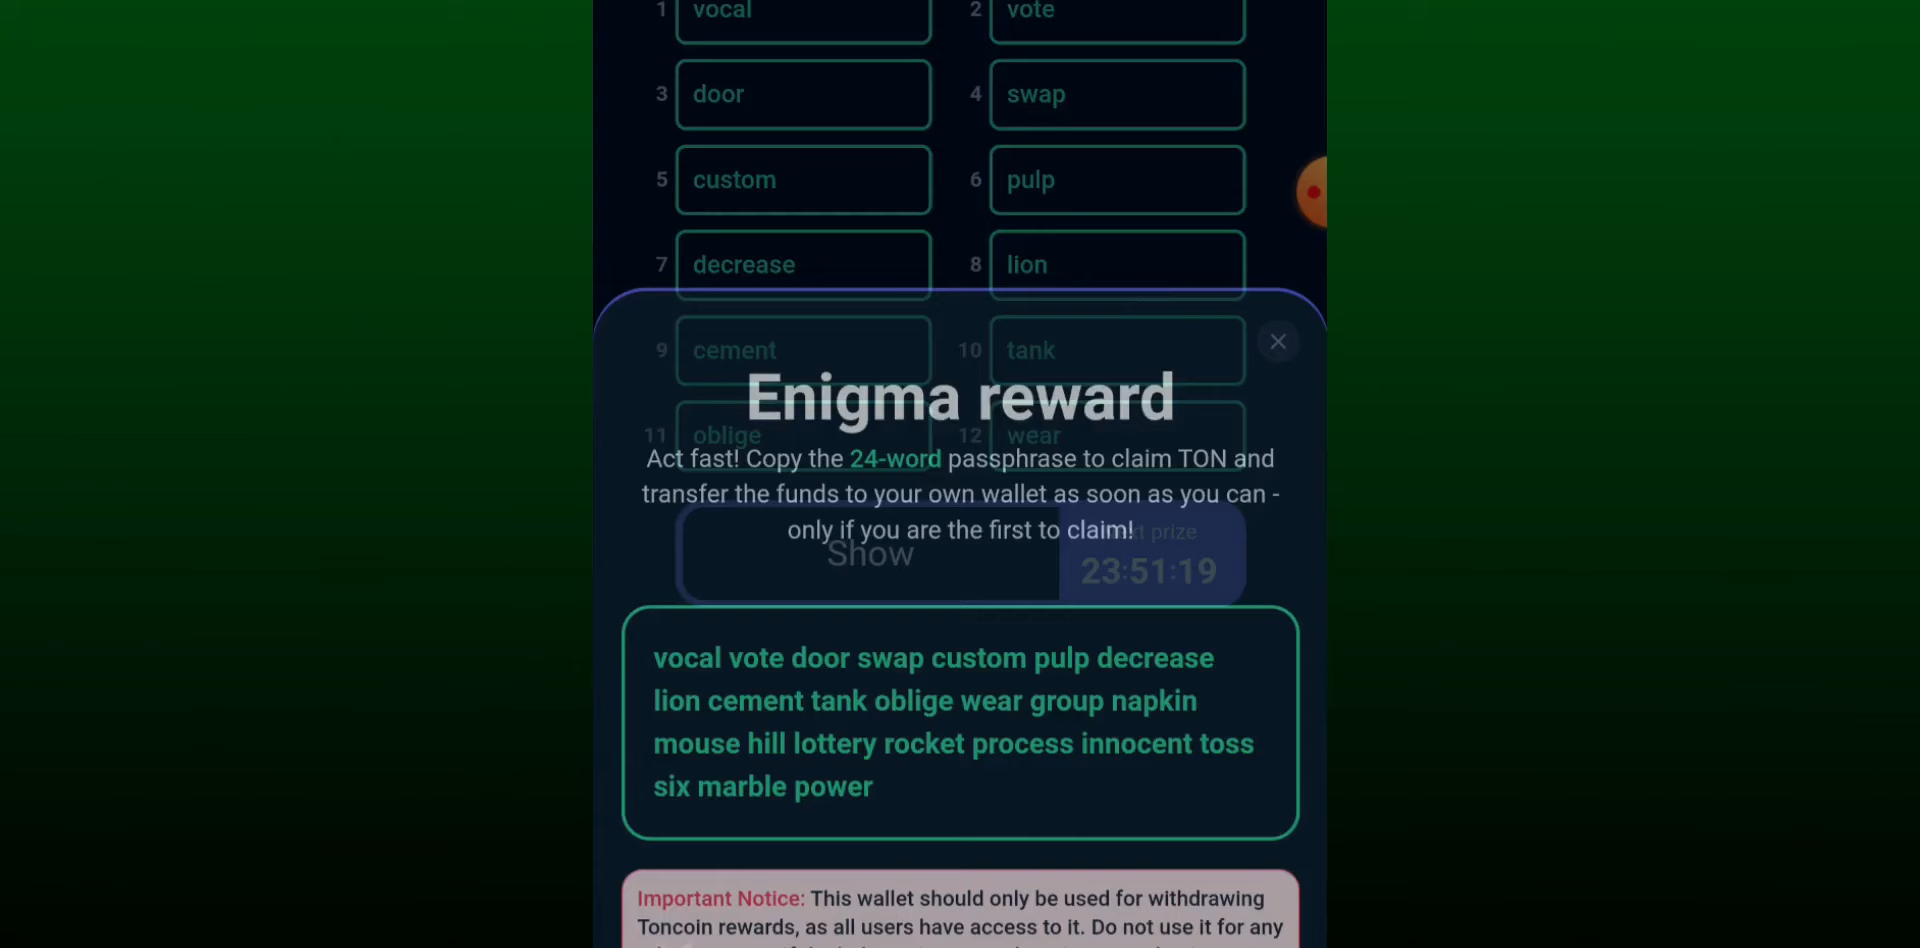 1 vocal 2 vote
3 door 4 swap
5 custom 6 pulp
7 decrease 8 lion
9 cement 10 tank
Enigma reward
11 oblige 12 wear
Act fast! Copy the 24-word passphrase to claim TON and
transfer the funds to your own wallet as soon as you can -
only if you are the first to claim!
prize
Show
23:51:19
vocal vote door swap custom pulp decrease
lion cement tank oblige wear group napkin
mouse hill lottery rocket process innocent toss
six marble power
Important Notice: This wallet should only be used for withdrawing
Toncoin rewards, as all users have access to it. Do not use it for any